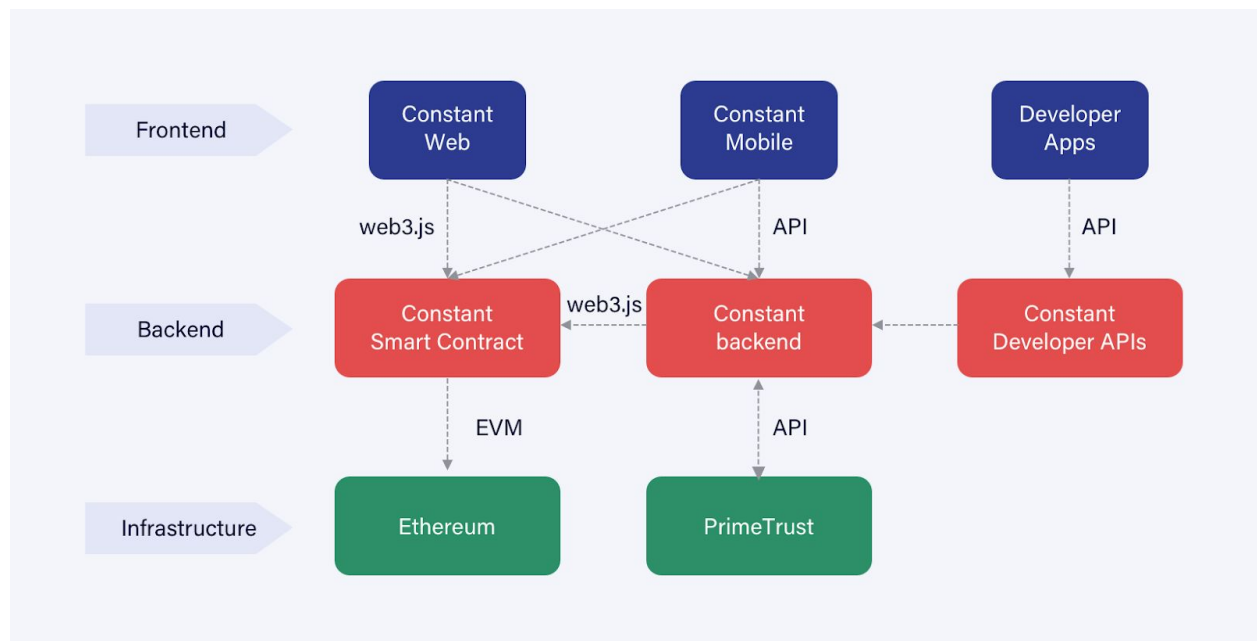 Frontend
Constant
Web
Constant
Mobile
Developer
Apps
web3.js
API
API
Backend
Constant
Smart Contract
web3.js
Constant
backend
Constant
Developer APIs
EVM
API
Infrastructure
Ethereum
PrimeTrust